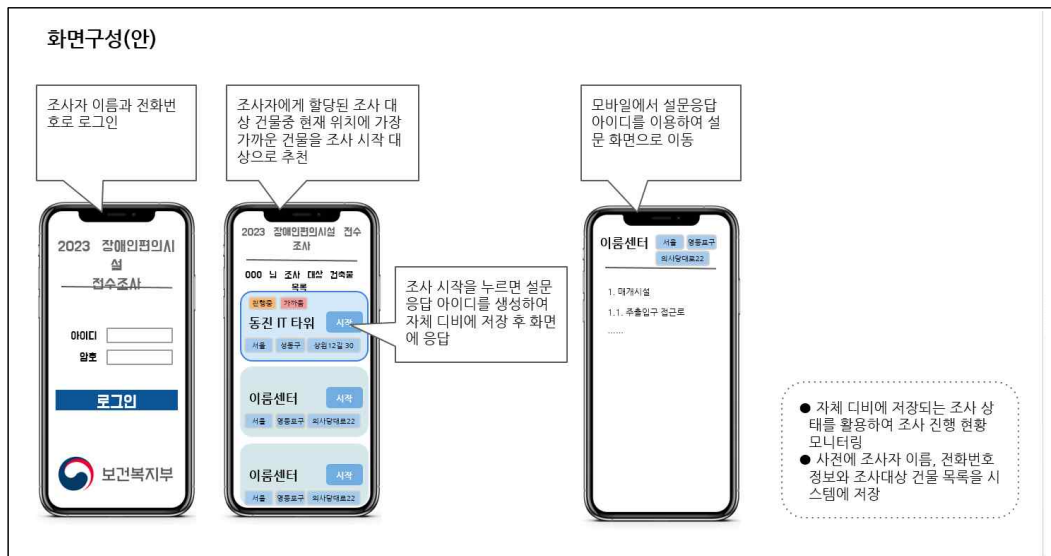 화면구성(안)
조사자 이름과 전화번
호로 로그인
조사자에게 할당된 조사 대
상 건물중 현재 위치에 가장
가까운 건물을 조사 시작 대
상으로 추천
모바일에서 설문응답
아이디를 이용하여 설
문 화면으로 이동
2023 장애인편의시
설
전수조사
아이디
암호
로그인
보건복지부
2023 장애인편의시설 전수
조사
000 님 조사 대상 건축물
목록
진행중 가까움
동진 IT 타워 시작
서울 성동구 상원12길 30
이룸센터 시작
서울 영등포구 의사당대로22
이룸센터 시작
서울 영등포구 의사당대로22
조사 시작을 누르면 설문
응답 아이디를 생성하여
자체 디비에 저장 후 화면
에 응답
이룸센터 서울 영등포구
의사당대로22
1. 매개시설
1.1. 주출입구 접근로
......
● 자체 디비에 저장되는 조사 상
태를 활용하여 조사 진행 현황
모니터링
● 사전에 조사자 이름, 전화번호
정보와 조사대상 건물 목록을 시
스템에 저장